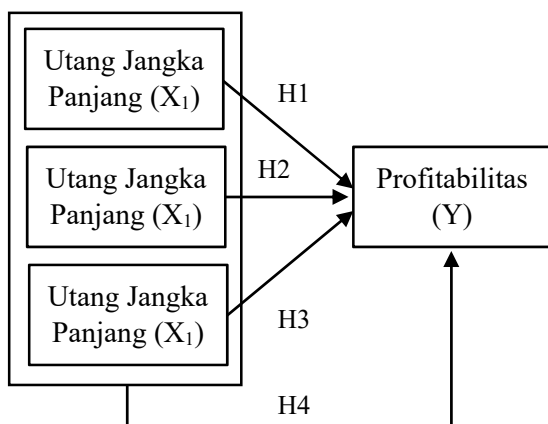 Utang Jangka
Panjang (X₁)
H1
Utang Jangka
Panjang (X₁)
H2
Profitabilitas
(Y)
Utang Jangka
Panjang (X₁)
H3
H4